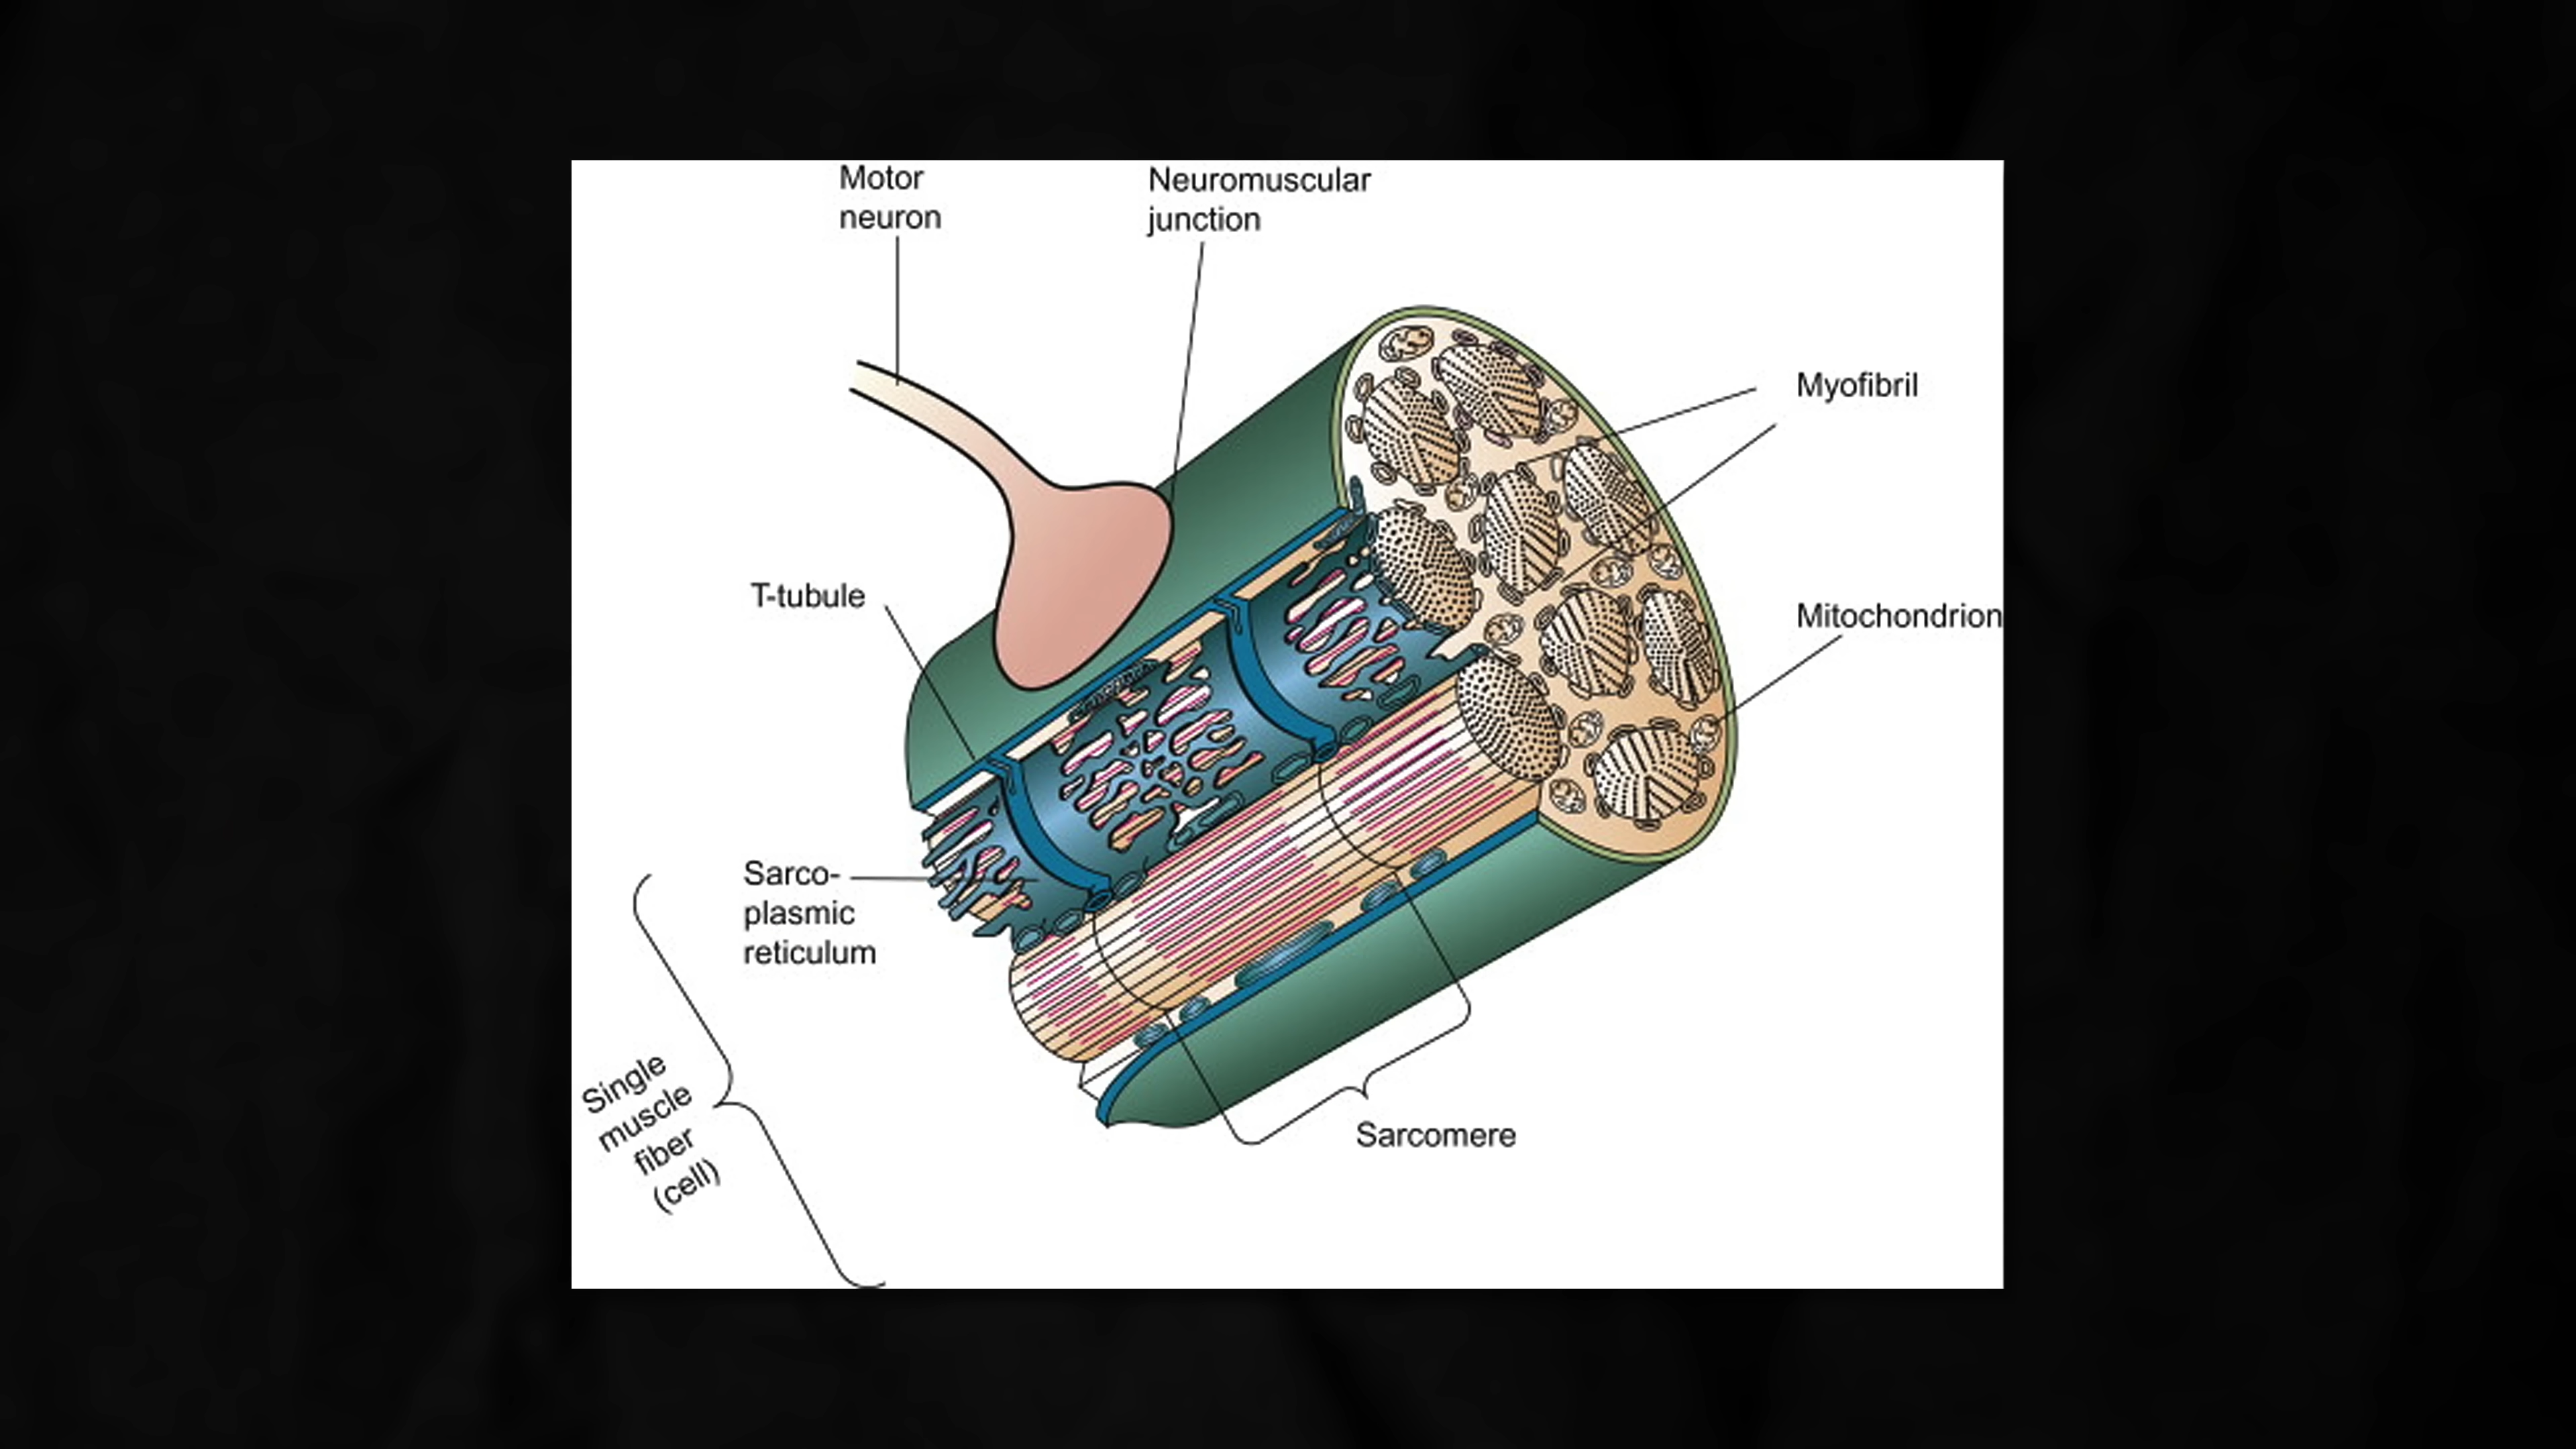 Motor
neuron
Neuromuscular
junction
Myofibril
T-tubule
Mitochondrion
Sarco-
plasmic
reticulum
Single
muscle
fiber
(cell)
Sarcomere